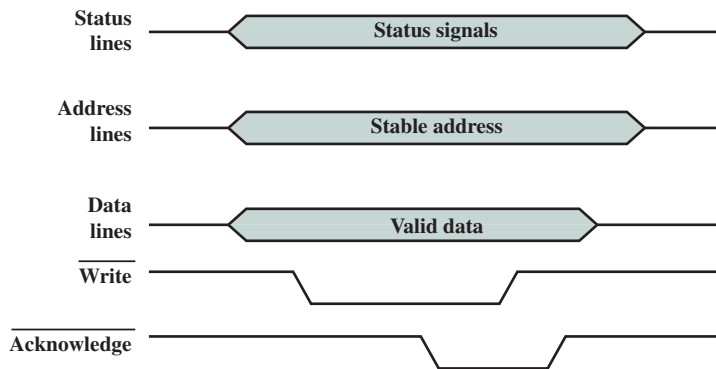 Status
lines
Status signals
Address
lines
Stable address
Data
lines
Valid data
Write
Acknowledge